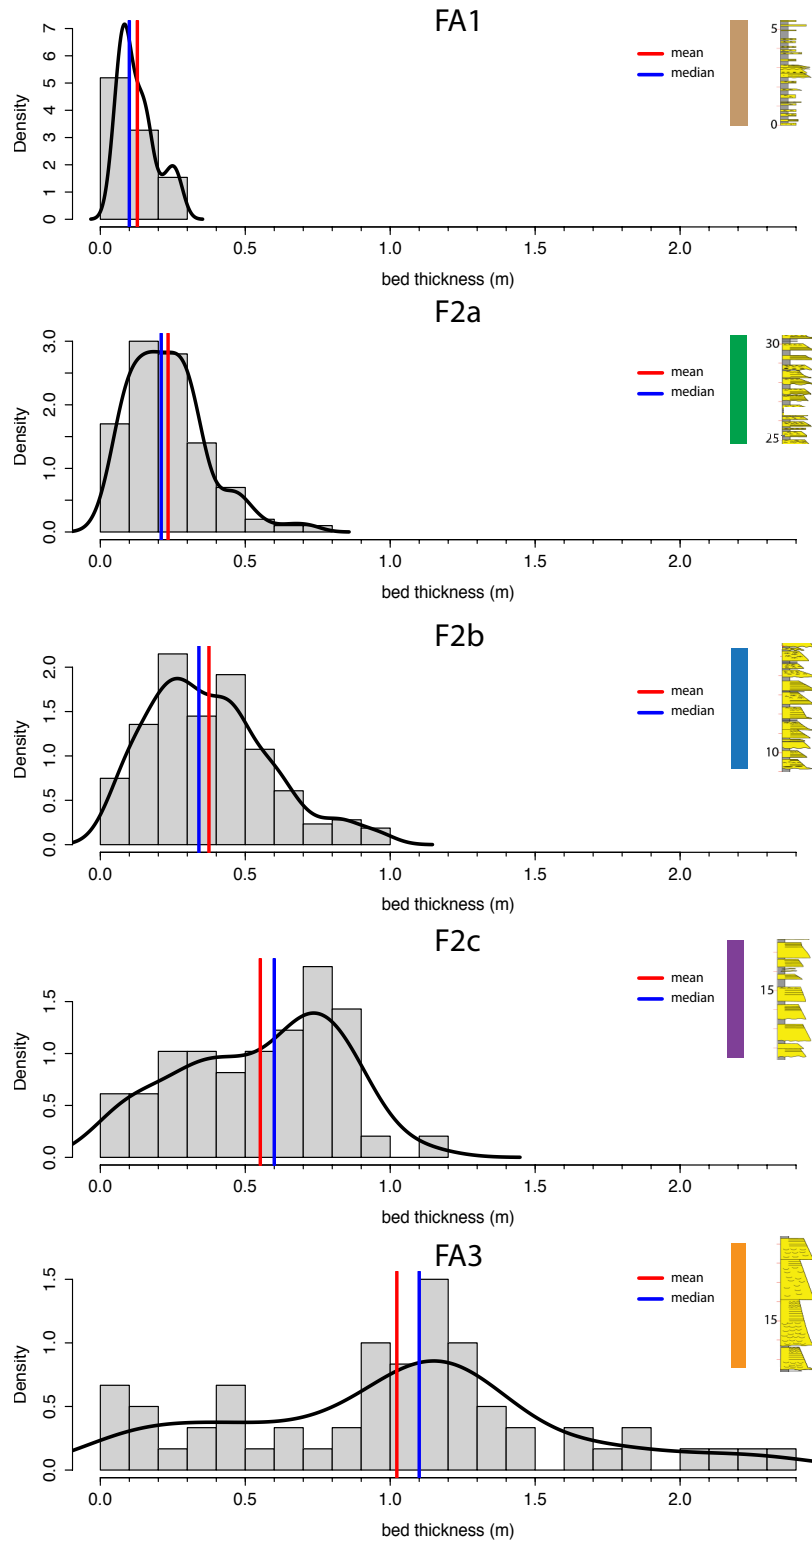 FA1
mean
median
5
0
Density
0 1 2 3 4 5 6 7
0.0 0.5 1.0 1.5 2.0
bed thickness (m)
F2a
mean
median
30
25
Density
0.0 1.0 2.0 3.0
0.0 0.5 1.0 1.5 2.0
bed thickness (m)
F2b
mean
median
10
Density
0.0 0.5 1.0 1.5 2.0
0.0 0.5 1.0 1.5 2.0
bed thickness (m)
F2c
mean
median
15
Density
0.0 0.5 1.0 1.5
0.0 0.5 1.0 1.5 2.0
bed thickness (m)
FA3
mean
median
15
Density
0.0 0.5 1.0 1.5
0.0 0.5 1.0 1.5 2.0
bed thickness (m)